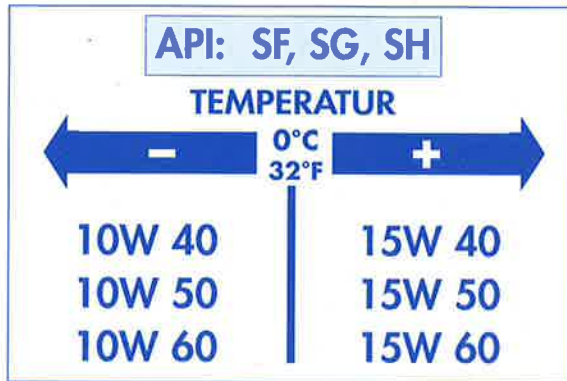 API: SF, SG, SH
TEMPERATUR
0°C
- +
32°F
10W 40 15W 40
10W 50 15W 50
10W 60 15W 60